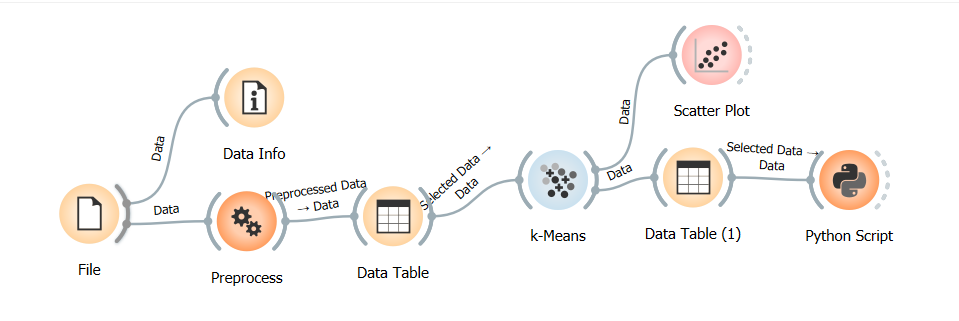 Scatter Plot
Data
Data Info
Data
Selected Data →
Data
Selected Data →
Data
Data
Preprocessed Data
→ Data
Data
k-Means
Data Table (1)
Python Script
File
Preprocess
Data Table